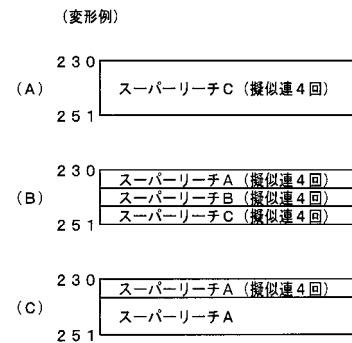 （変形例）
２３０
（A） スーパーリーチC（擬似連４回）
２５１
２３０
スーパーリーチA（擬似連４回）
（B） スーパーリーチB（擬似連４回）
スーパーリーチC（擬似連４回）
２５１
２３０
スーパーリーチA（擬似連４回）
（C） スーパーリーチA
２５１